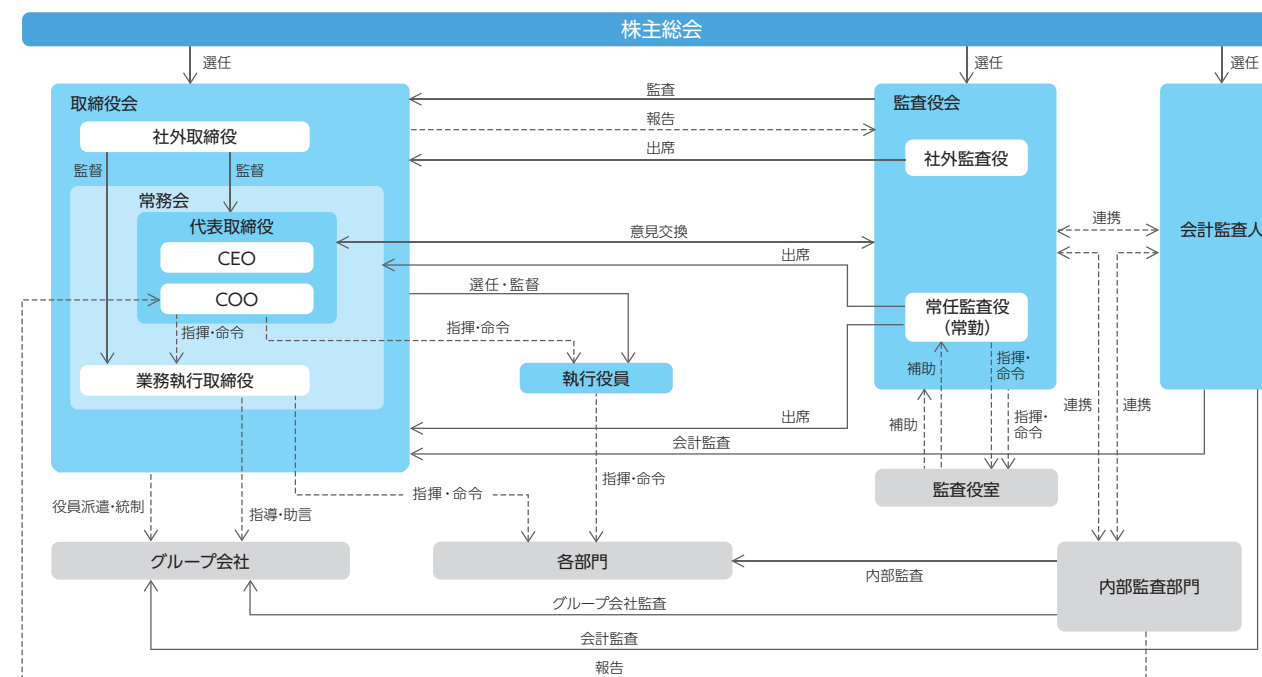 株主総会
選任
選任
選任
取締役会
社外取締役
監督
監督
常務会
代表取締役
CEO
COO
指揮・命令
業務執行取締役
監査
報告
出席
意見交換
出席
選任・監督
指揮・命令
執行役員
出席
会計監査
監査役会
社外監査役
常任監査役
(常勤)
補助
指揮・
命令
補助
指揮・
命令
監査役室
連携
会計監査人
連携
連携
役員派遣・統制
指導・助言
指揮・命令
指揮・命令
グループ会社
各部門
内部監査
内部監査部門
グループ会社監査
会計監査
報告